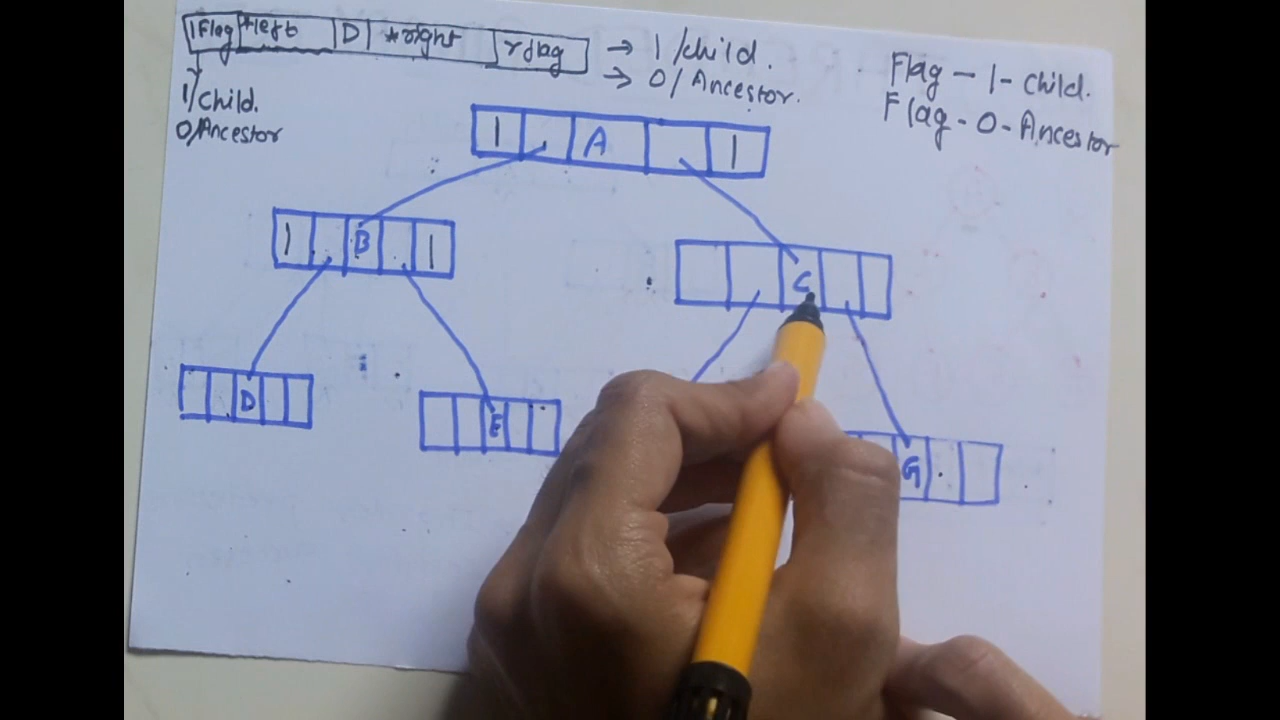 lFlag *left D *right rflag → 1/child.
→ 0/Ancestor.
Flag - 1 - child.
Flag - 0 - Ancestor
1/child.
0/Ancestor
1 A 1
1 B 1
C
D
E
G